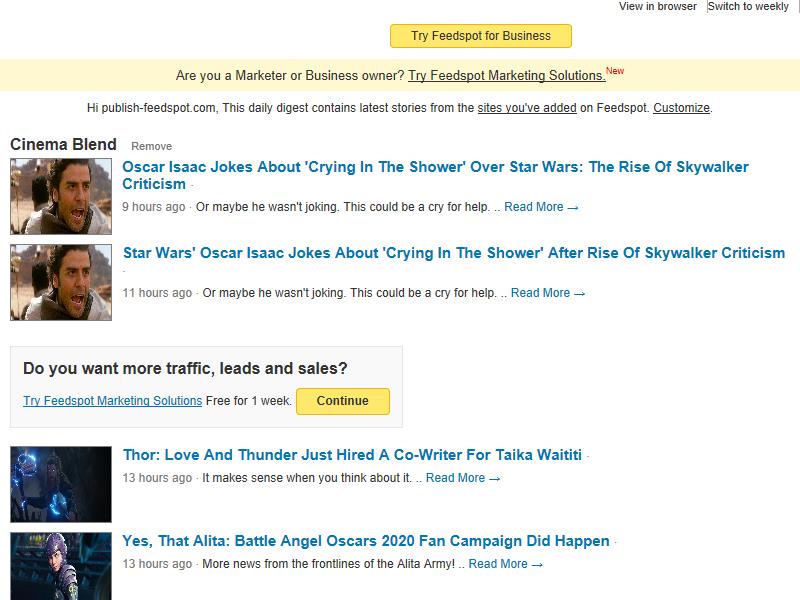 View in browser Switch to weekly
Try Feedspot for Business
Are you a Marketer or Business owner? Try Feedspot Marketing Solutions. New
Hi publish-feedspot.com, This daily digest contains latest stories from the sites you've added on Feedspot. Customize.
Cinema Blend Remove
Oscar Isaac Jokes About 'Crying In The Shower' Over Star Wars: The Rise Of Skywalker
Criticism ·
9 hours ago · Or maybe he wasn't joking. This could be a cry for help. .. Read More →
Star Wars' Oscar Isaac Jokes About 'Crying In The Shower' After Rise Of Skywalker Criticism
·
11 hours ago · Or maybe he wasn't joking. This could be a cry for help. .. Read More →
Do you want more traffic, leads and sales?
Try Feedspot Marketing Solutions Free for 1 week. Continue
Thor: Love And Thunder Just Hired A Co-Writer For Taika Waititi ·
13 hours ago · It makes sense when you think about it. .. Read More →
Yes, That Alita: Battle Angel Oscars 2020 Fan Campaign Did Happen ·
13 hours ago · More news from the frontlines of the Alita Army! .. Read More →